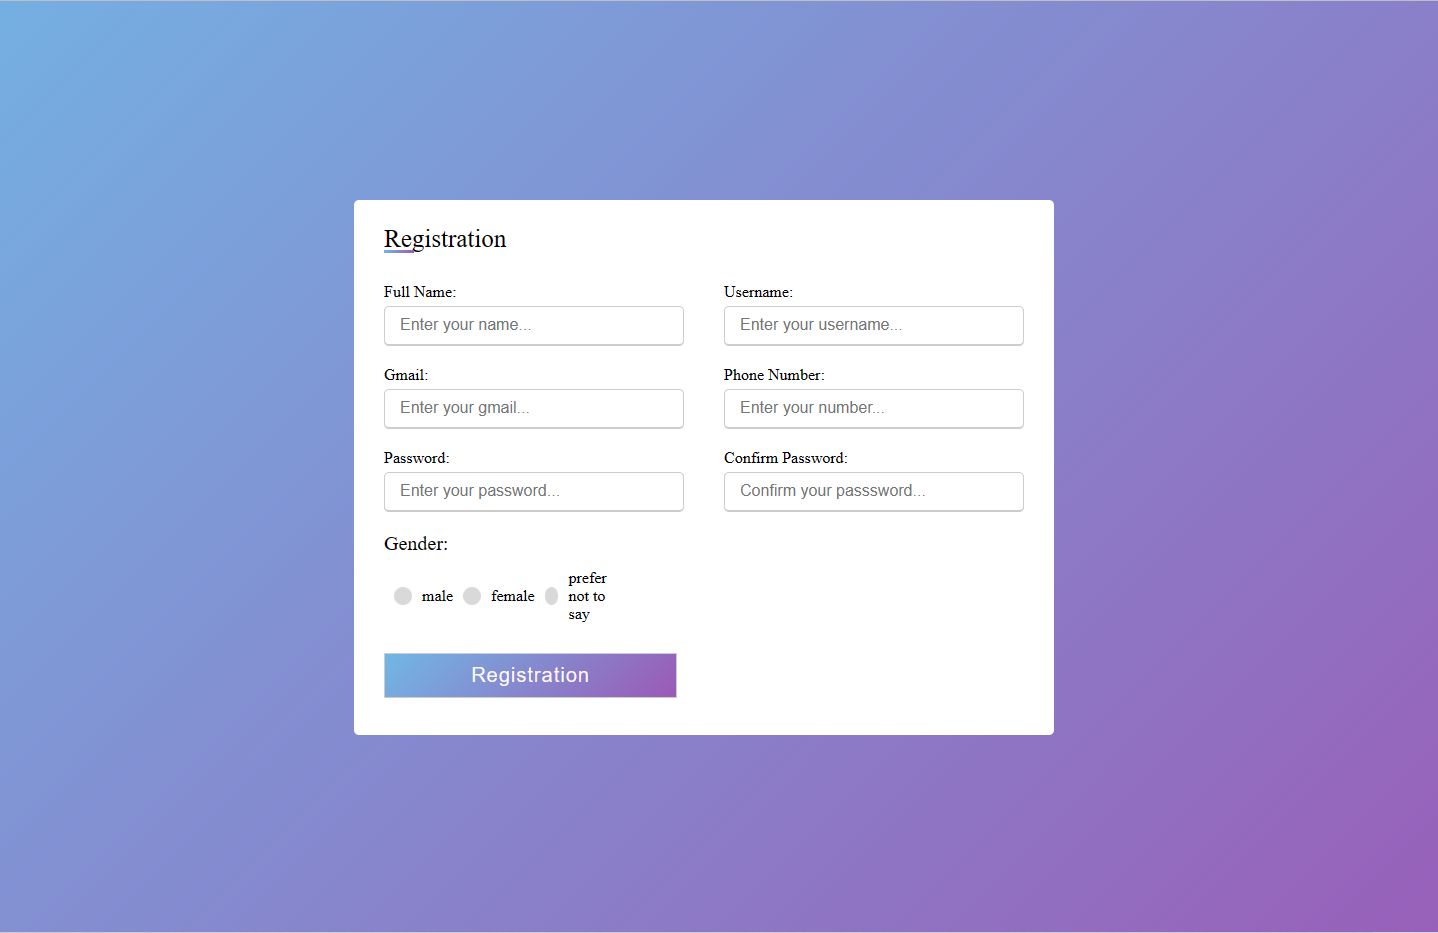 Registration
Full Name:
Username:
Enter your name...
Enter your username...
Gmail:
Phone Number:
Enter your gmail...
Enter your number...
Password:
Confirm Password:
Enter your password...
Confirm your passsword...
Gender:
male
female
prefer
not to
say
Registration